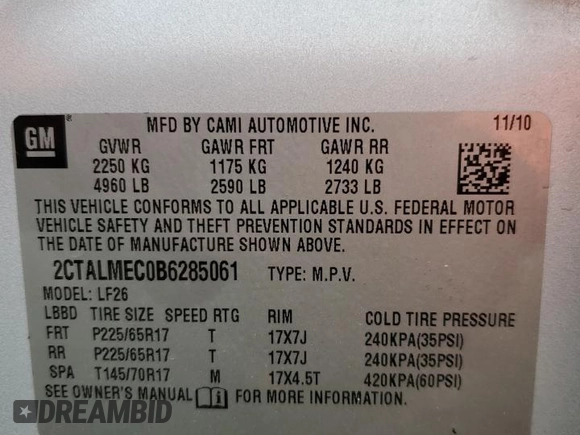 GM
®
MFD BY CAMI AUTOMOTIVE INC. 11/10
GVWR GAWR FRT GAWR RR
2250 KG 1175 KG 1240 KG
4960 LB 2590 LB 2733 LB
THIS VEHICLE CONFORMS TO ALL APPLICABLE U.S. FEDERAL MOTOR
VEHICLE SAFETY AND THEFT PREVENTION STANDARDS IN EFFECT ON
THE DATE OF MANUFACTURE SHOWN ABOVE.
2CTALMEC0B6285061 TYPE: M.P.V.
MODEL: LF26
LBBD TIRE SIZE SPEED RTG RIM COLD TIRE PRESSURE
FRT P225/65R17 T 17X7J 240KPA(35PSI)
RR P225/65R17 T 17X7J 240KPA(35PSI)
SPA T145/70R17 M 17X4.5T 420KPA(60PSI)
SEE OWNER'S MANUAL i FOR MORE INFORMATION.
DREAMBID